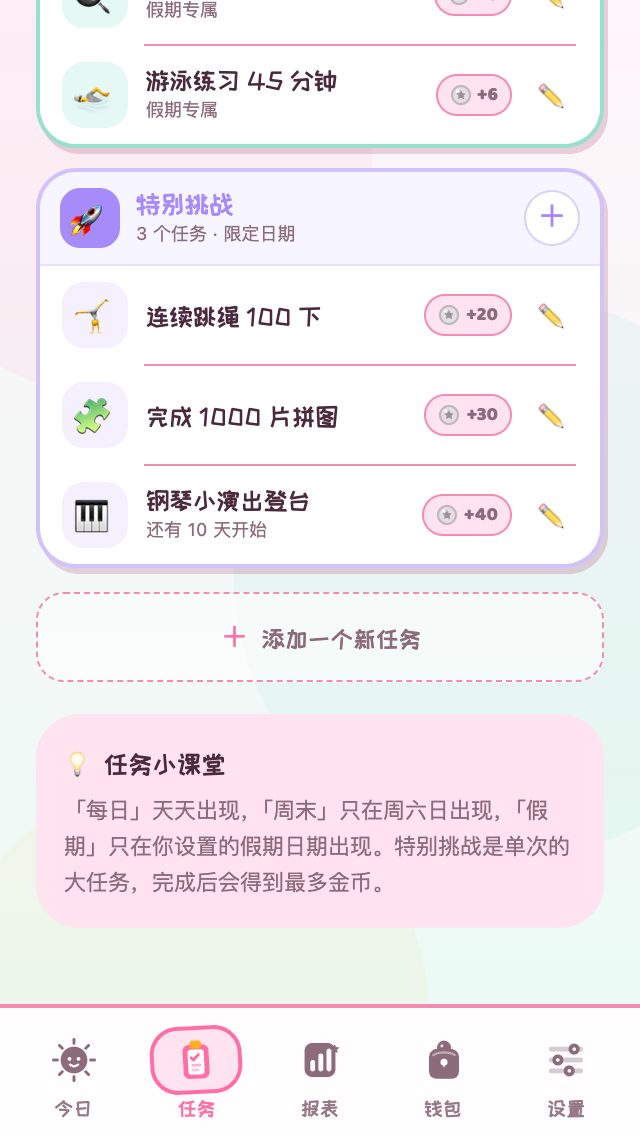 假期专属
游泳练习 45 分钟
假期专属
+6
特别挑战
3 个任务 · 限定日期
连续跳绳 100 下
+20
完成 1000 片拼图
+30
钢琴小演出登台
还有 10 天开始
+40
添加一个新任务
任务小课堂
「每日」天天出现，「周末」只在周六日出现，「假
期」只在你设置的假期日期出现。特别挑战是单次的
大任务，完成后会得到最多金币。
今日
任务
报表
钱包
设置